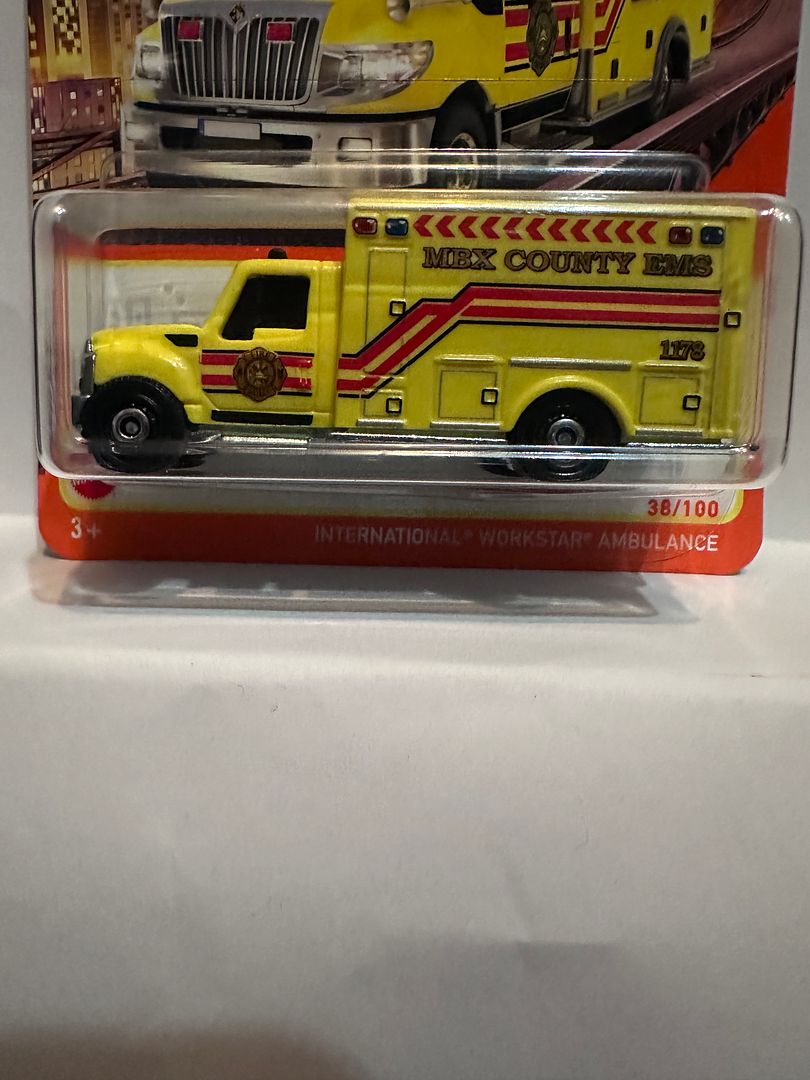 MBX COUNTY EMS
1178
38/100
3+
INTERNATIONAL® WORKSTAR® AMBULANCE